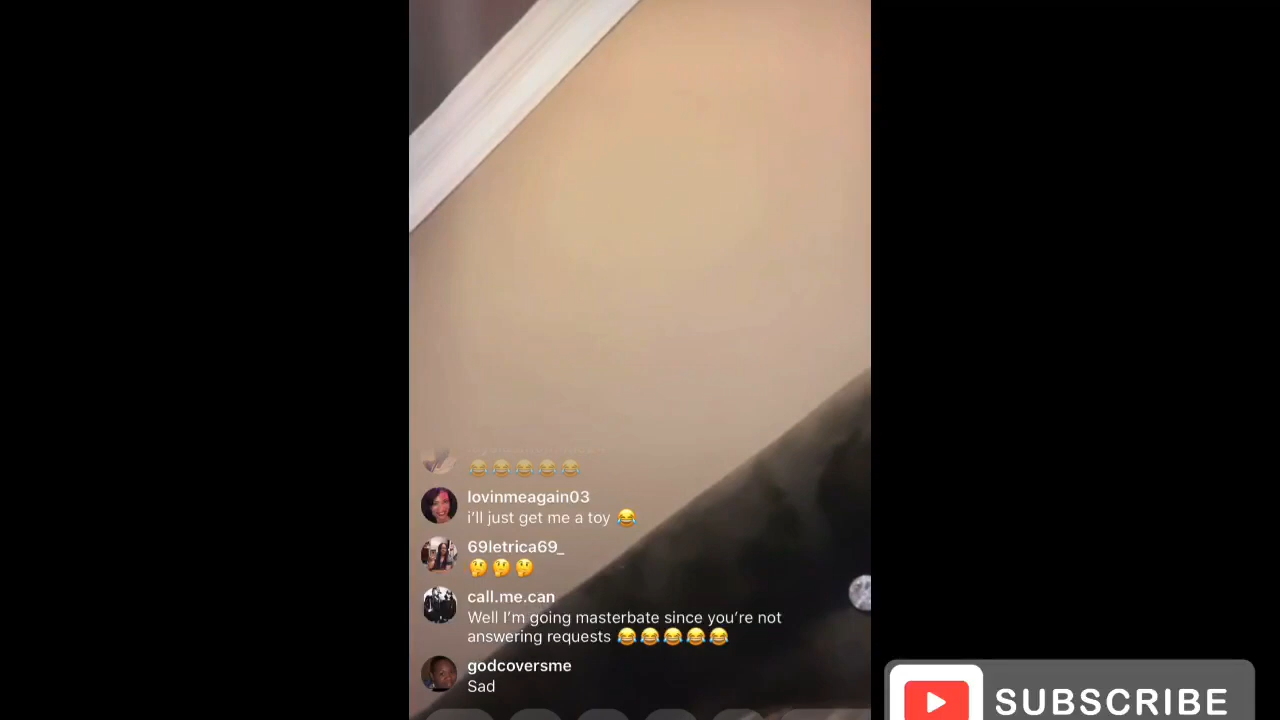 😂😂😂😂😂
lovinmeagain03
i'll just get me a toy 😂
69letrica69_
🤔🤔🤔
call.me.can
Well I'm going masterbate since you're not
answering requests 😂😂😂😂😂
godcoversme
Sad
SUBSCRIBE